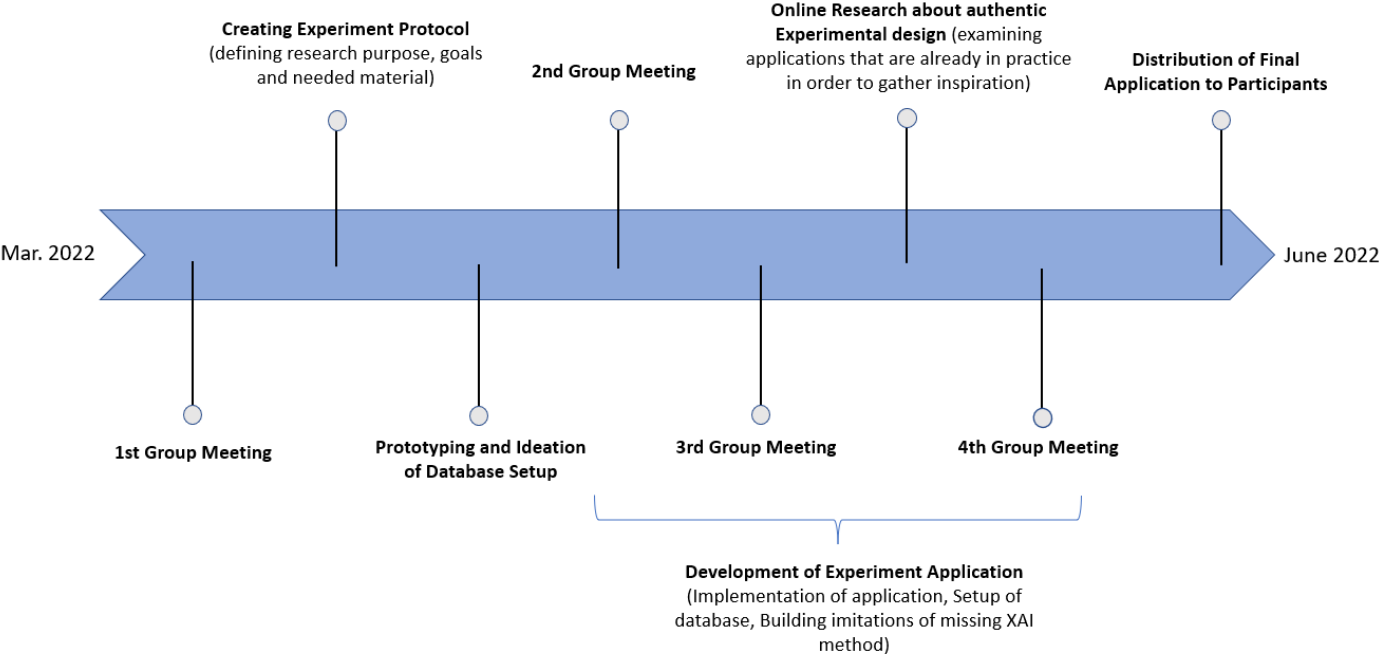 Creating Experiment Protocol
(defining research purpose, goals
and needed material)
2nd Group Meeting
Online Research about authentic
Experimental design (examining
applications that are already in practice
in order to gather inspiration)
Distribution of Final
Application to Participants
Mar. 2022
June 2022
1st Group Meeting
Prototyping and Ideation
of Database Setup
3rd Group Meeting
4th Group Meeting
Development of Experiment Application
(Implementation of application, Setup of
database, Building imitations of missing XAI
method)